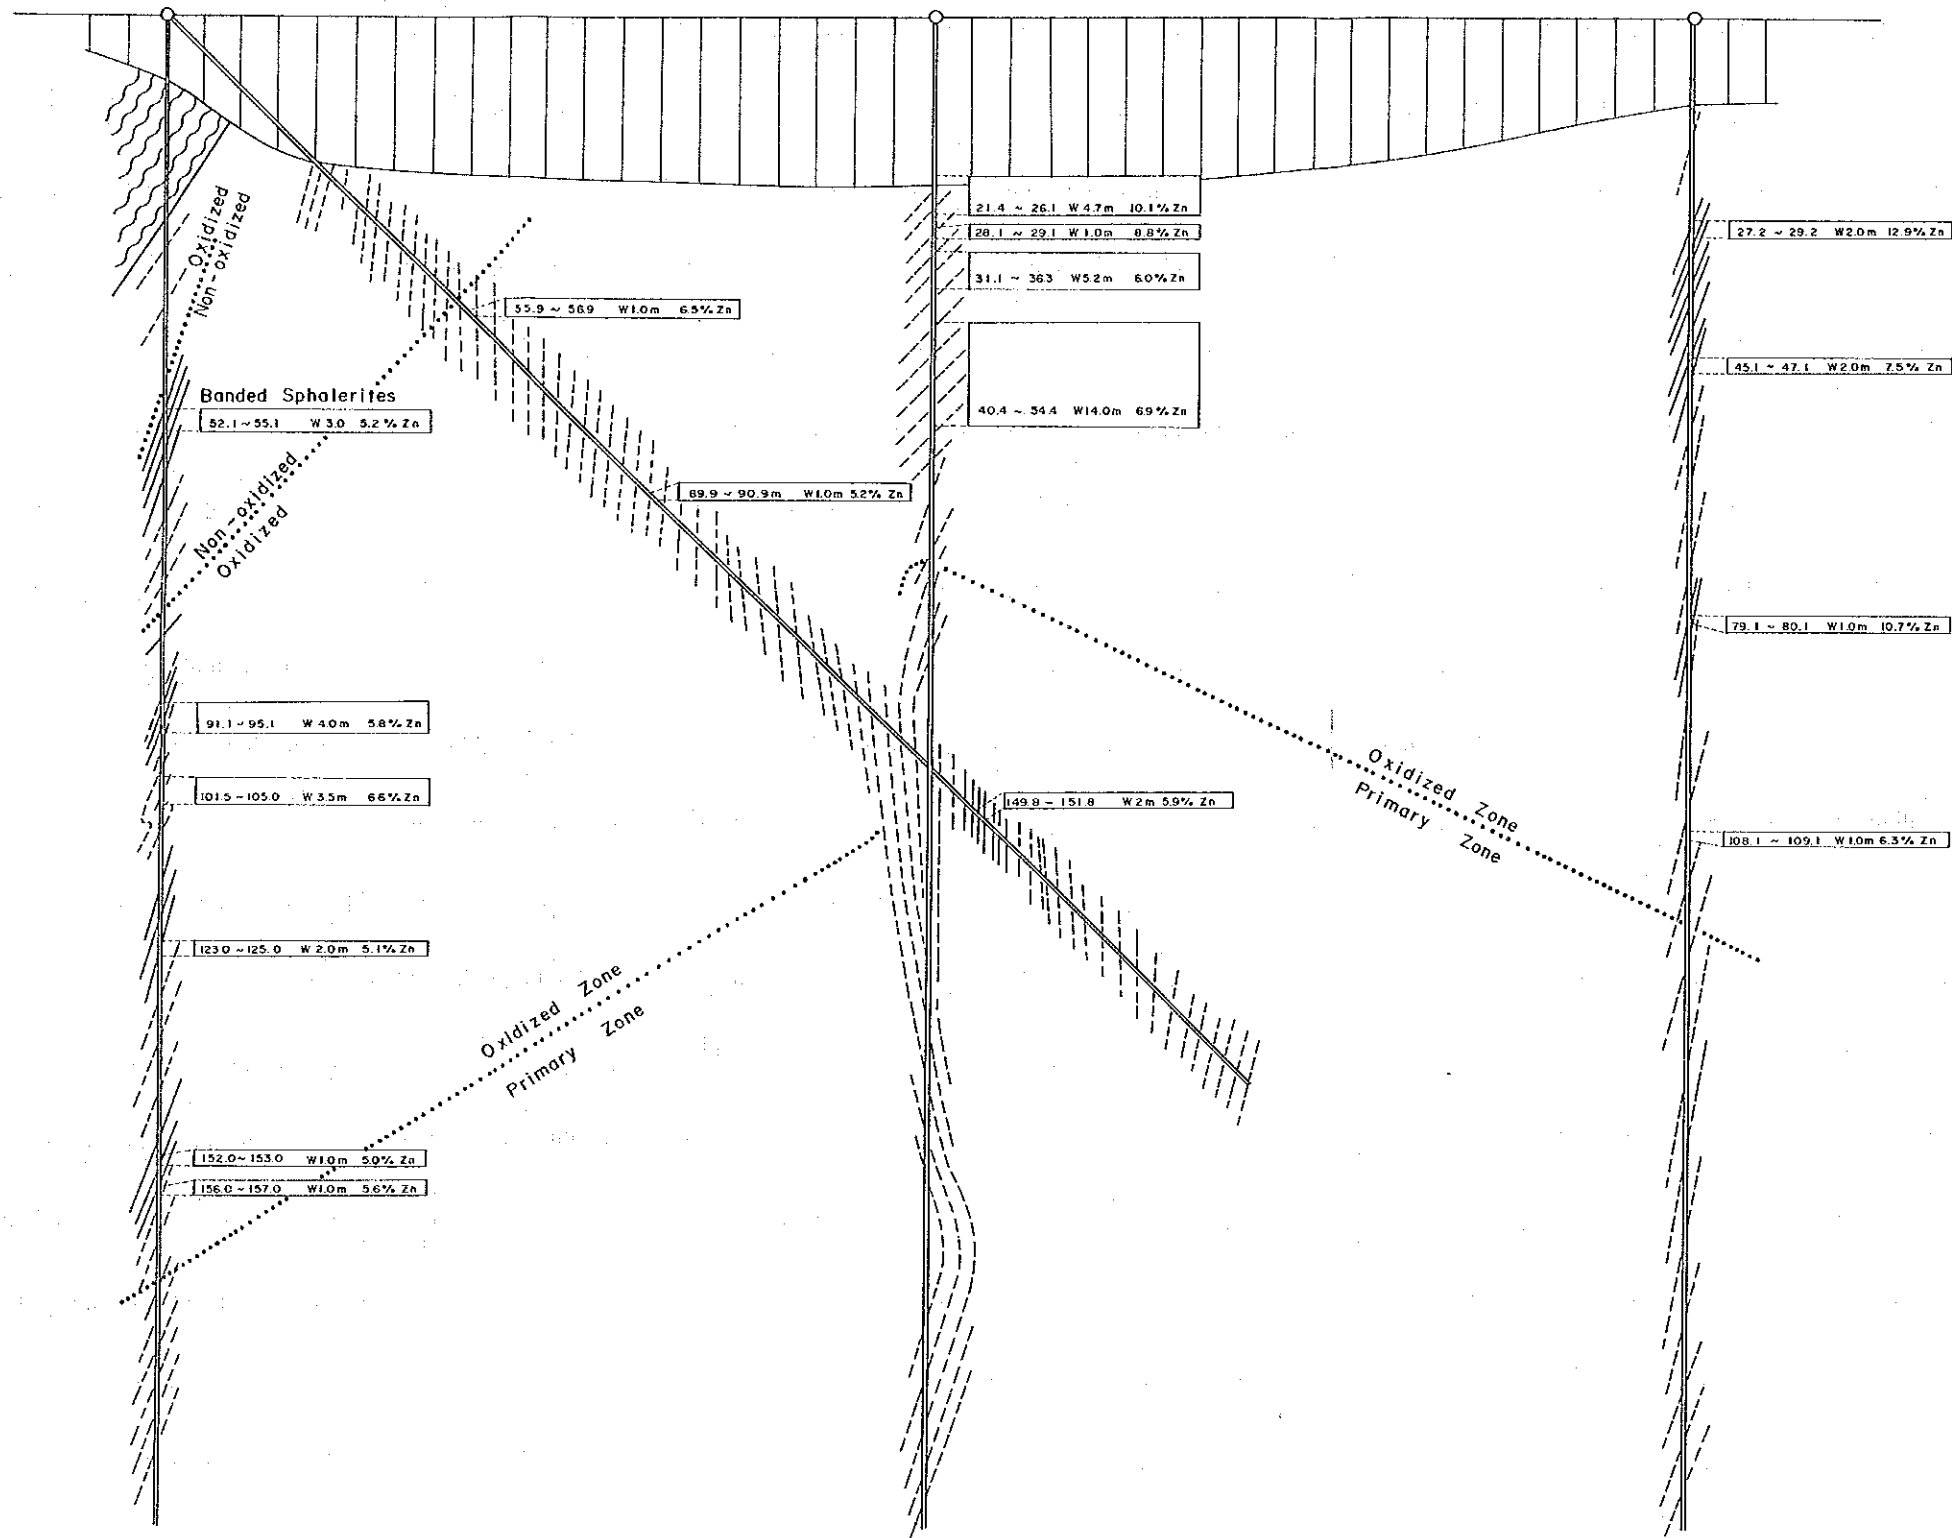 Oxidized
Non-oxidized
21.4 ~ 26.1 W 4.7m 10.1% Zn
28.1 ~ 29.1 W 1.0m 8.8% Zn
31.1 ~ 36.3 W5.2m 6.0% Zn
40.4 ~ 54.4 W14.0m 6.9% Zn
27.2 ~ 29.2 W2.0m 12.9% Zn
45.1 ~ 47.1 W2.0m 7.5% Zn
79.1 ~ 80.1 W1.0m 10.7% Zn
108.1 ~ 109.1 W1.0m 6.3% Zn
55.9 ~ 56.9 W1.0m 6.5% Zn
Banded Sphalerites
52.1 ~ 55.1 W 3.0 5.2% Zn
Non-oxidized
Oxidized
89.9 ~ 90.9m W1.0m 5.2% Zn
91.1 ~ 95.1 W 4.0m 5.8% Zn
101.5 ~ 105.0 W 3.5m 6.6% Zn
149.8 ~ 151.8 W 2m 5.9% Zn
Oxidized Zone
Primary Zone
123.0 ~ 125.0 W 2.0m 5.1% Zn
Oxidized Zone
Primary Zone
152.0 ~ 153.0 W1.0m 5.0% Zn
156.0 ~ 157.0 W1.0m 5.6% Zn